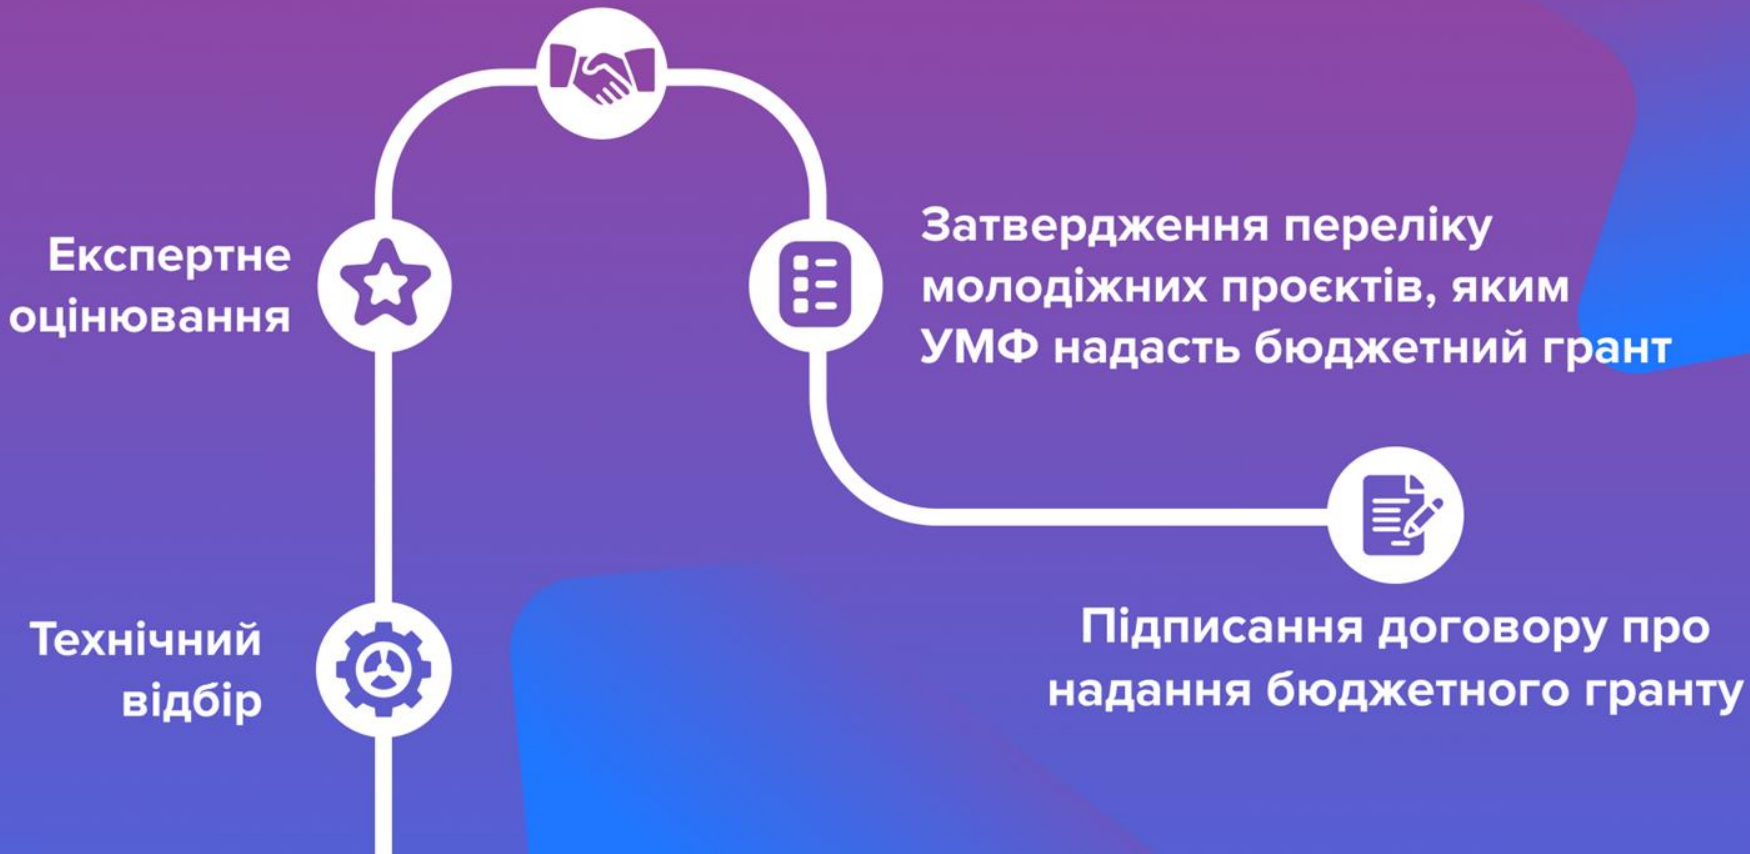 Експертне
оцінювання
Затвердження переліку
молодіжних проєктів, яким
УМФ надасть бюджетний грант
Технічний
відбір
Підписання договору про
надання бюджетного гранту